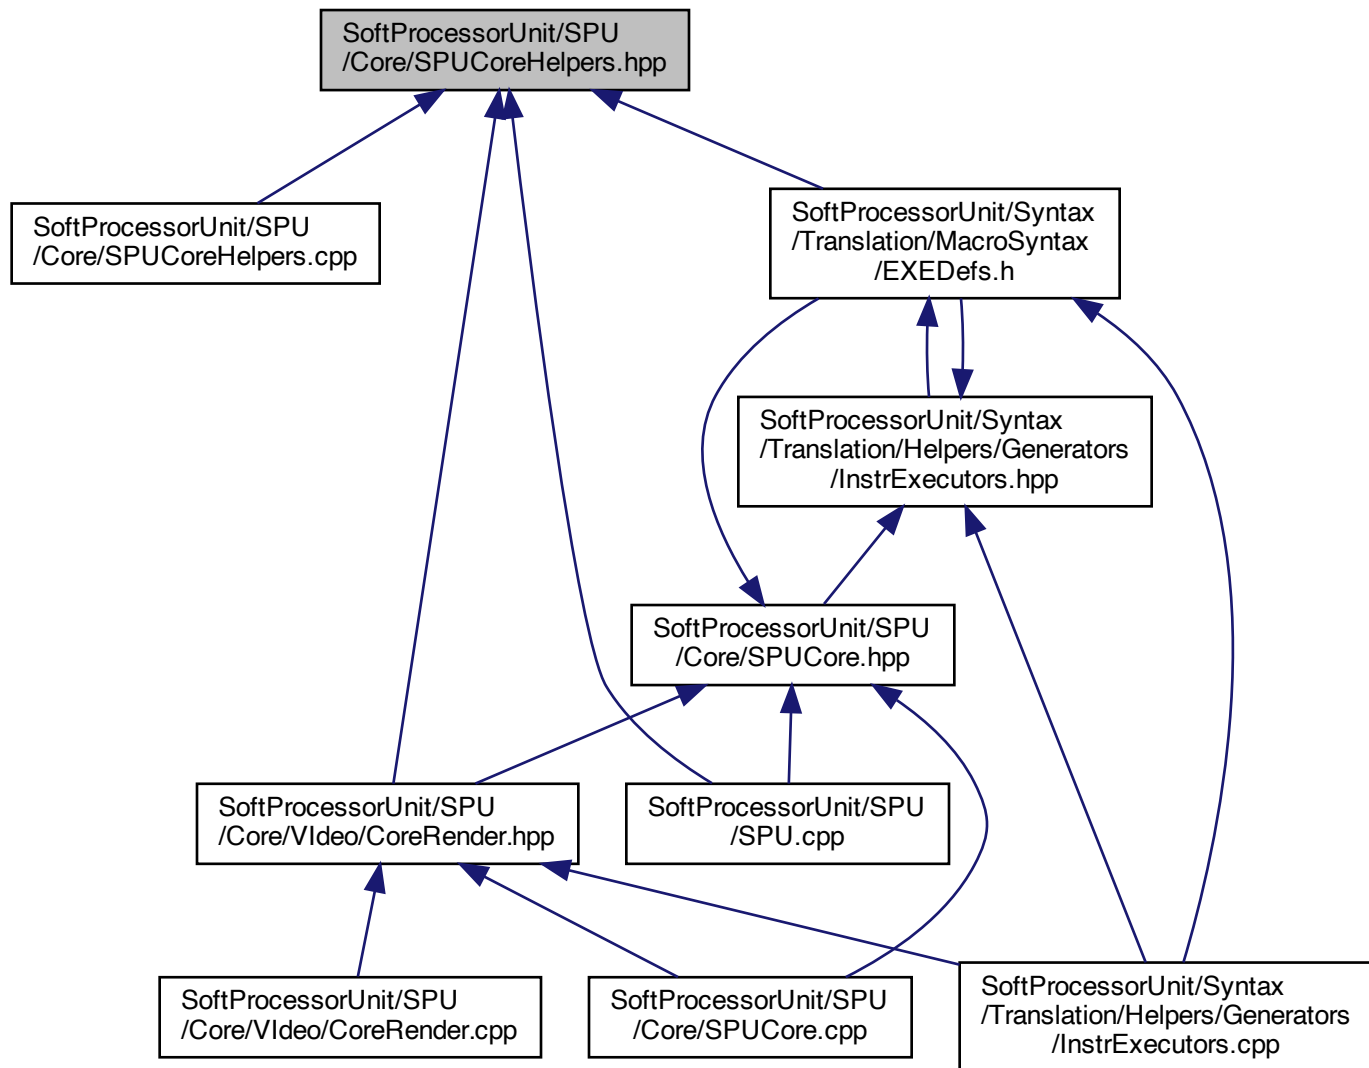 SoftProcessorUnit/SPU
/Core/SPUCoreHelpers.hpp
SoftProcessorUnit/SPU
/Core/SPUCoreHelpers.cpp
SoftProcessorUnit/Syntax
/Translation/MacroSyntax
/EXEDefs.h
SoftProcessorUnit/Syntax
/Translation/Helpers/Generators
/InstrExecutors.hpp
SoftProcessorUnit/SPU
/Core/SPUCore.hpp
SoftProcessorUnit/SPU
/Core/VIdeo/CoreRender.hpp
SoftProcessorUnit/SPU
/SPU.cpp
SoftProcessorUnit/SPU
/Core/VIdeo/CoreRender.cpp
SoftProcessorUnit/SPU
/Core/SPUCore.cpp
SoftProcessorUnit/Syntax
/Translation/Helpers/Generators
/InstrExecutors.cpp